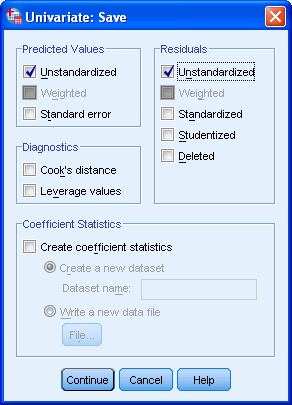 Univariate: Save
Predicted Values
Unstandardized
Weighted
Standard error
Diagnostics
Cook's distance
Leverage values
Residuals
Unstandardized
Weighted
Standardized
Studentized
Deleted
Coefficient Statistics
Create coefficient statistics
Create a new dataset
Dataset name:
Write a new data file
File...
Continue Cancel Help